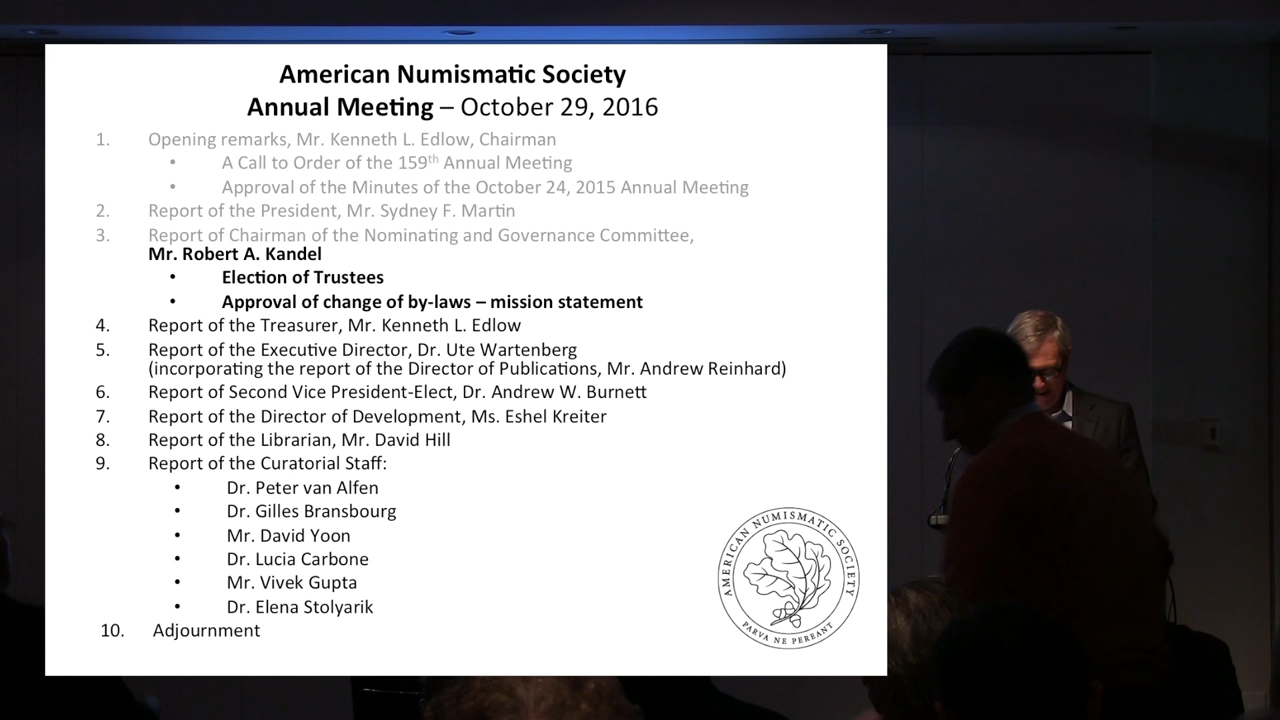 American Numismatic Society
Annual Meeting – October 29, 2016
1. Opening remarks, Mr. Kenneth L. Edlow, Chairman
• A Call to Order of the 159th Annual Meeting
• Approval of the Minutes of the October 24, 2015 Annual Meeting
2. Report of the President, Mr. Sydney F. Martin
3. Report of Chairman of the Nominating and Governance Committee,
Mr. Robert A. Kandel
• Election of Trustees
• Approval of change of by-laws – mission statement
4. Report of the Treasurer, Mr. Kenneth L. Edlow
5. Report of the Executive Director, Dr. Ute Wartenberg
(incorporating the report of the Director of Publications, Mr. Andrew Reinhard)
6. Report of Second Vice President-Elect, Dr. Andrew W. Burnett
7. Report of the Director of Development, Ms. Eshel Kreiter
8. Report of the Librarian, Mr. David Hill
9. Report of the Curatorial Staff:
• Dr. Peter van Alfen
• Dr. Gilles Bransbourg
• Mr. David Yoon
• Dr. Lucia Carbone
• Mr. Vivek Gupta
• Dr. Elena Stolyarik
10. Adjournment
AMERICAN NUMISMATIC SOCIETY
PARVA NE PEREANT